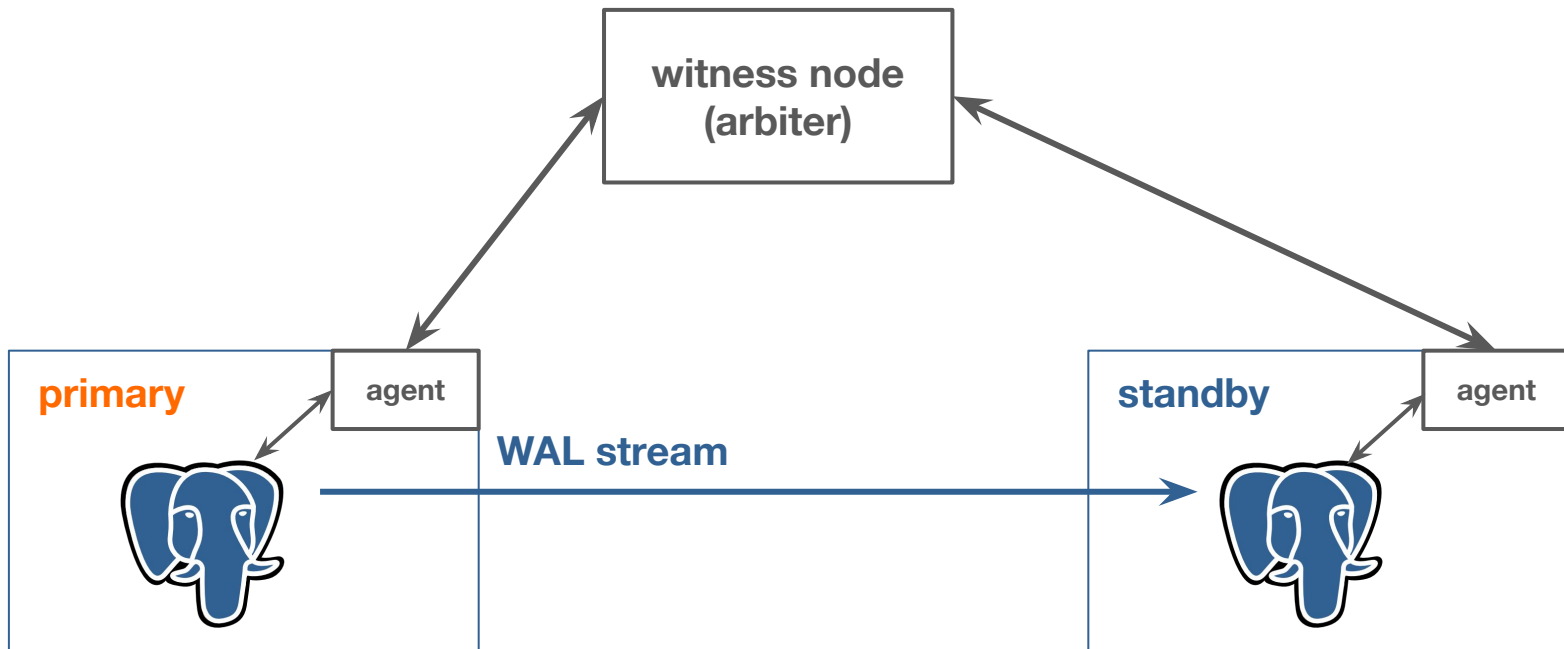 witness node
(arbiter)
primary
agent
WAL stream
standby
agent